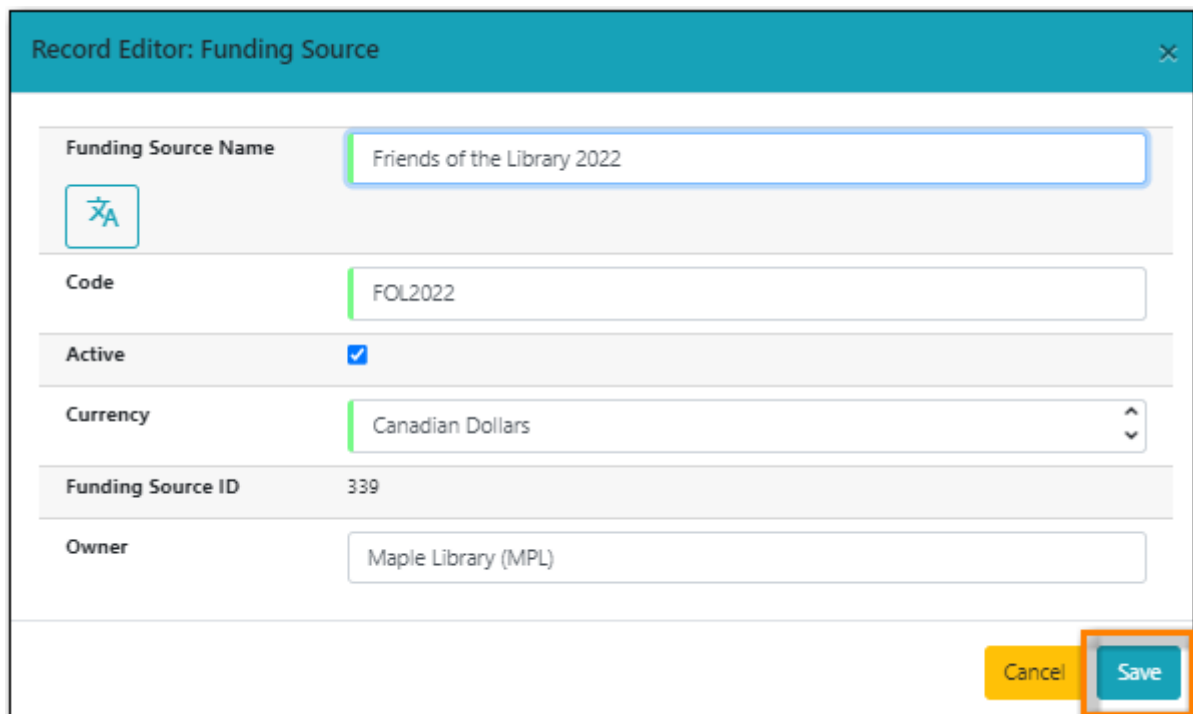 Record Editor: Funding Source ×
Funding Source Name Friends of the Library 2022
Code FOL2022
Active
Currency Canadian Dollars
Funding Source ID 339
Owner Maple Library (MPL)
Cancel Save